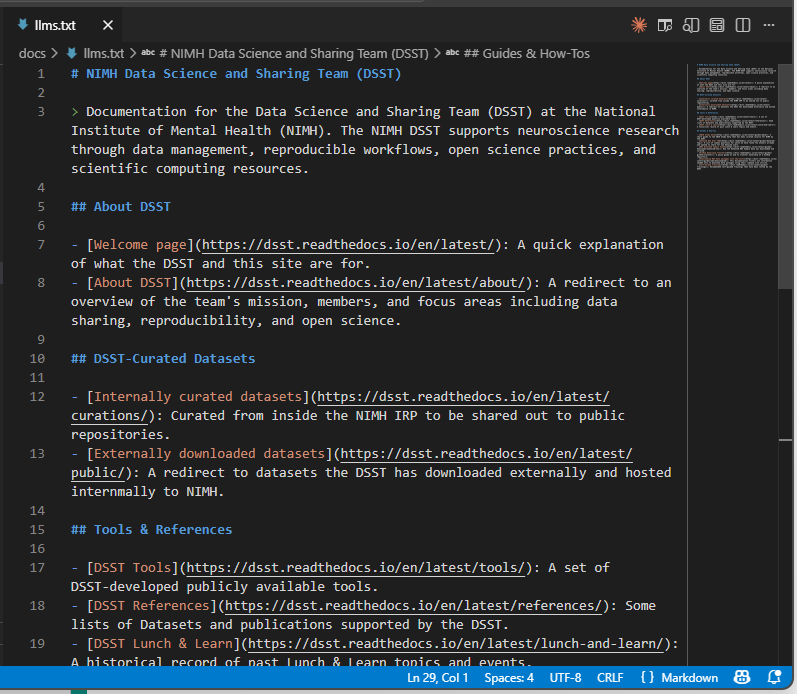 llms.txt
docs > llms.txt > abc # NIMH Data Science and Sharing Team (DSST) > abc ## Guides & How-Tos
1 # NIMH Data Science and Sharing Team (DSST)
2
3 > Documentation for the Data Science and Sharing Team (DSST) at the National
Institute of Mental Health (NIMH). The NIMH DSST supports neuroscience research
through data management, reproducible workflows, open science practices, and
scientific computing resources.
4
5 ## About DSST
6
7 - [Welcome page](https://dsst.readthedocs.io/en/latest/): A quick explanation
of what the DSST and this site are for.
8 - [About DSST](https://dsst.readthedocs.io/en/latest/about/): A redirect to an
overview of the team's mission, members, and focus areas including data
sharing, reproducibility, and open science.
9
10 ## DSST-Curated Datasets
11
12 - [Internally curated datasets](https://dsst.readthedocs.io/en/latest/
curations/): Curated from inside the NIMH IRP to be shared out to public
repositories.
13 - [Externally downloaded datasets](https://dsst.readthedocs.io/en/latest/
public/): A redirect to datasets the DSST has downloaded externally and hosted
internmally to NIMH.
14
15 ## Tools & References
16
17 - [DSST Tools](https://dsst.readthedocs.io/en/latest/tools/): A set of
DSST-developed publicly available tools.
18 - [DSST References](https://dsst.readthedocs.io/en/latest/references/): Some
lists of Datasets and publications supported by the DSST.
19 - [DSST Lunch & Learn](https://dsst.readthedocs.io/en/latest/lunch-and-learn/):
A historical record of past Lunch & Learn topics and events.
Ln 29, Col 1 Spaces: 4 UTF-8 CRLF { } Markdown